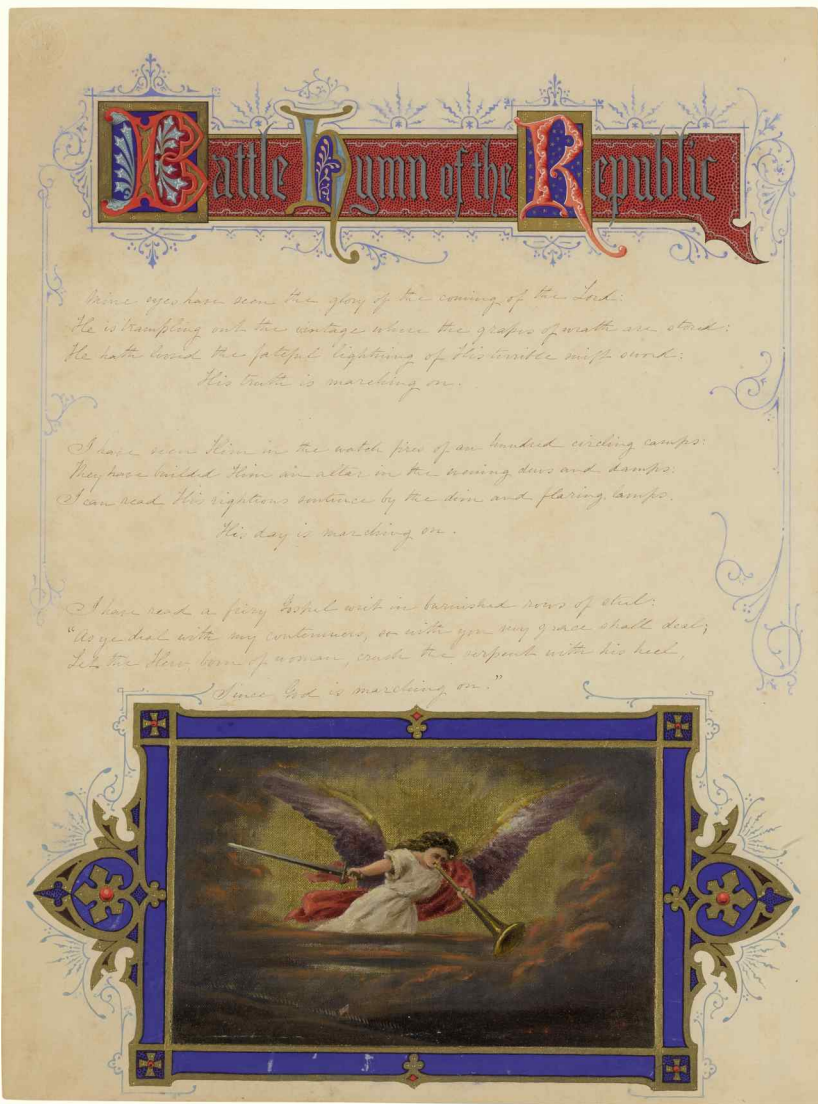 Battle Hymn of the Republic
Mine eyes have seen the glory of the coming of the Lord:
He is trampling out the vintage where the grapes of wrath are stored:
He hath loosed the fateful lightning of His terrible swift sword:
His truth is marching on.
I have seen Him in the watch fires of an hundred circling camps:
They have builded Him an altar in the evening dews and damps:
I can read His righteous sentence by the dim and flaring lamps.
His day is marching on.
I have read a fiery Gospel writ in burnished rows of steel:
"As ye deal with my contemners, so with you my grace shall deal;
Let the Hero born of woman, crush the serpent with his heel,
Since God is marching on."